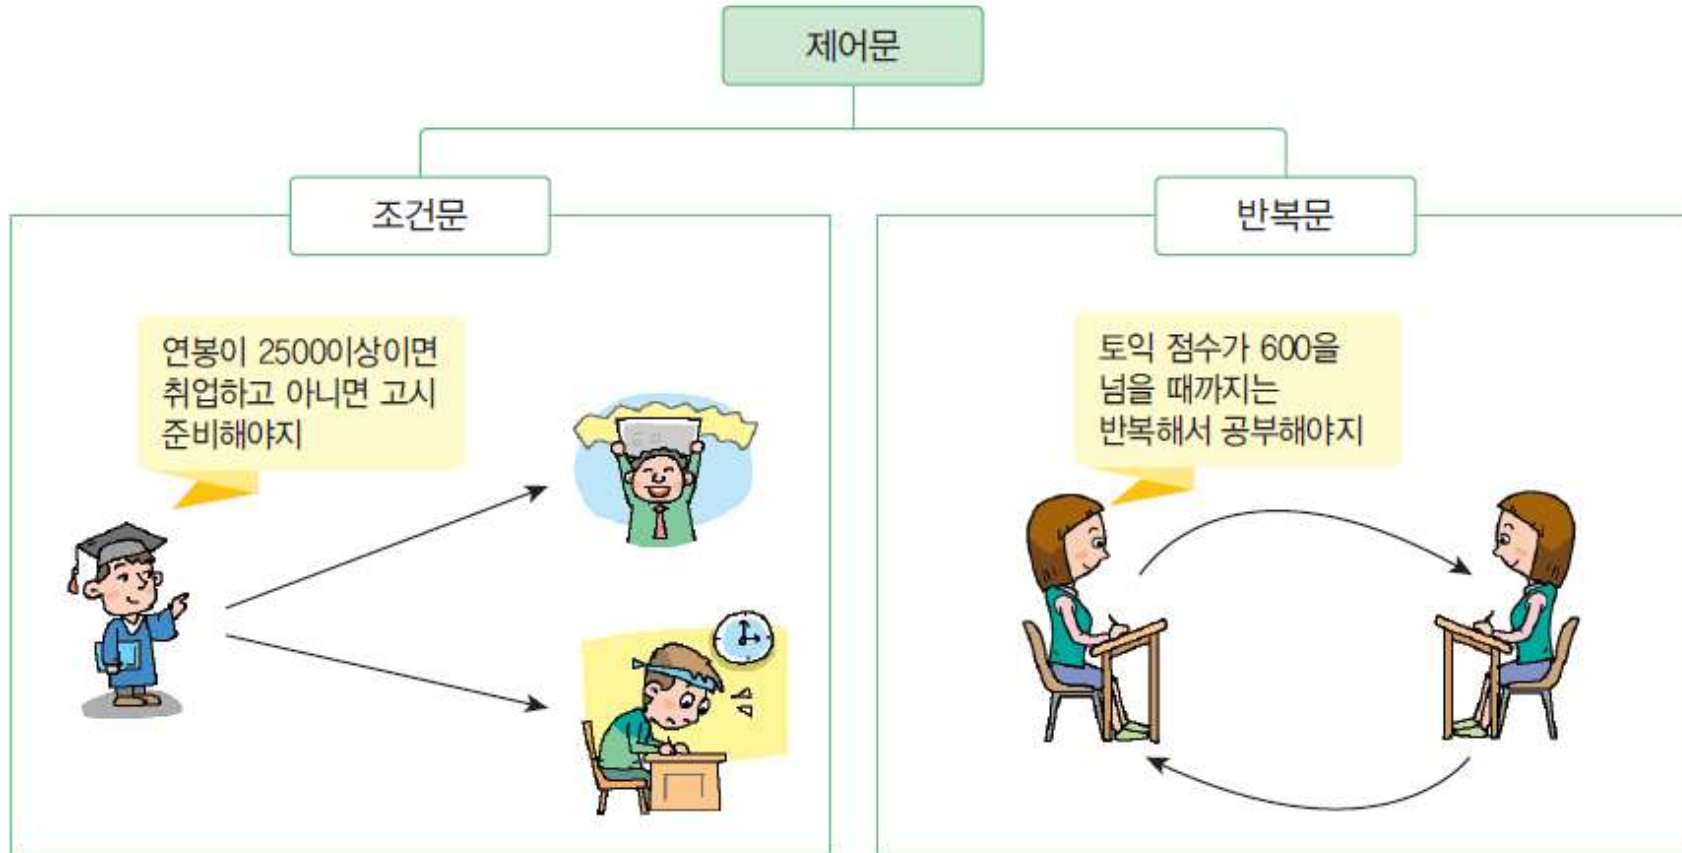 제어문
조건문
연봉이 2500이상이면
취업하고 아니면 고시
준비해야지
반복문
토익 점수가 600을
넘을 때까지는
반복해서 공부해야지